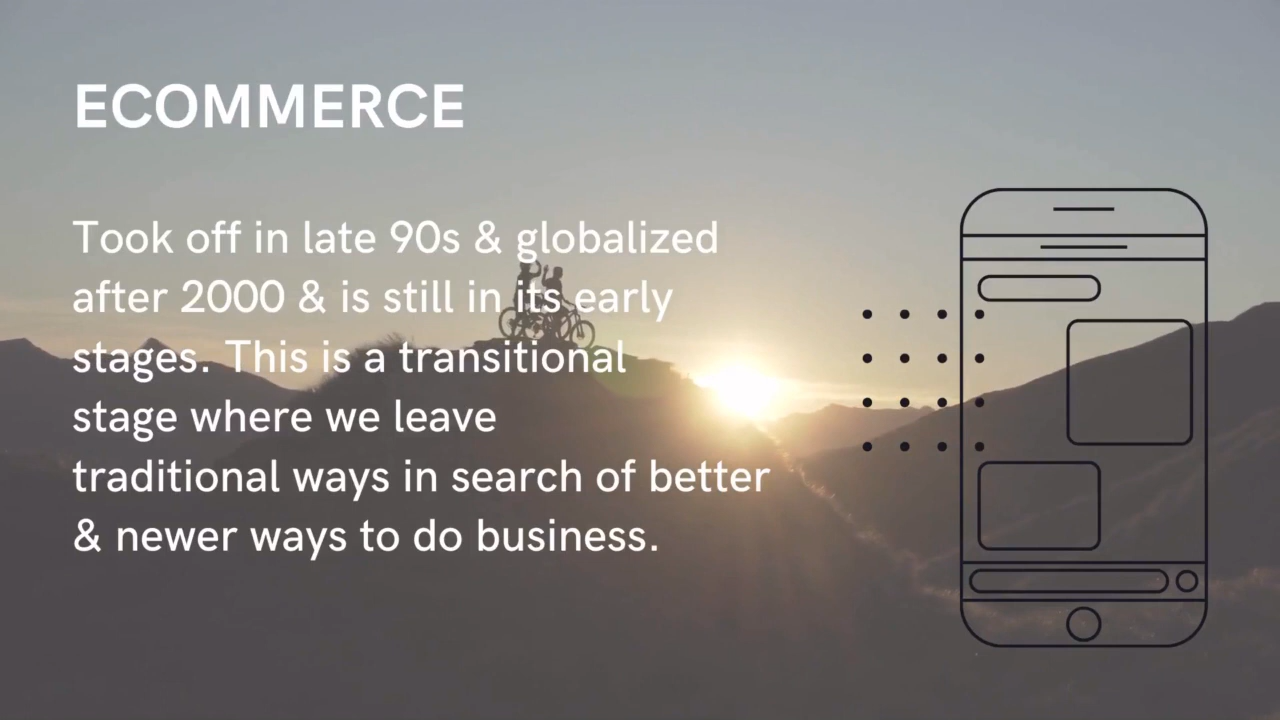 ECOMMERCE
Took off in late 90s & globalized
after 2000 & is still in its early
stages. This is a transitional
stage where we leave
traditional ways in search of better
& newer ways to do business.